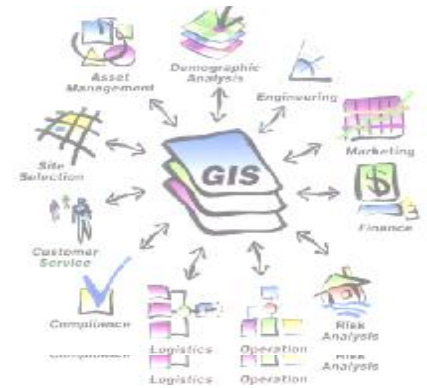 Asset
Management
Demographic
Analysis
Engineering
Marketing
Site
Selection
GIS
Finance
Customer
Service
Compliance
Logistics
Operation
Risk
Analysis
Compliance
Logistics
Operation
Risk
Analysis